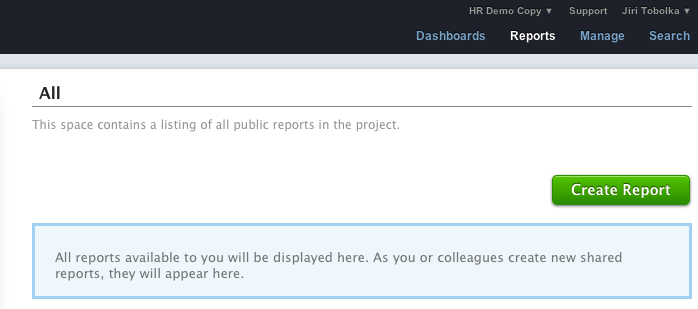 HR Demo Copy ▼ Support Jiri Tobolka ▼
Dashboards Reports Manage Search
All
This space contains a listing of all public reports in the project.
Create Report
All reports available to you will be displayed here. As you or colleagues create new shared
reports, they will appear here.